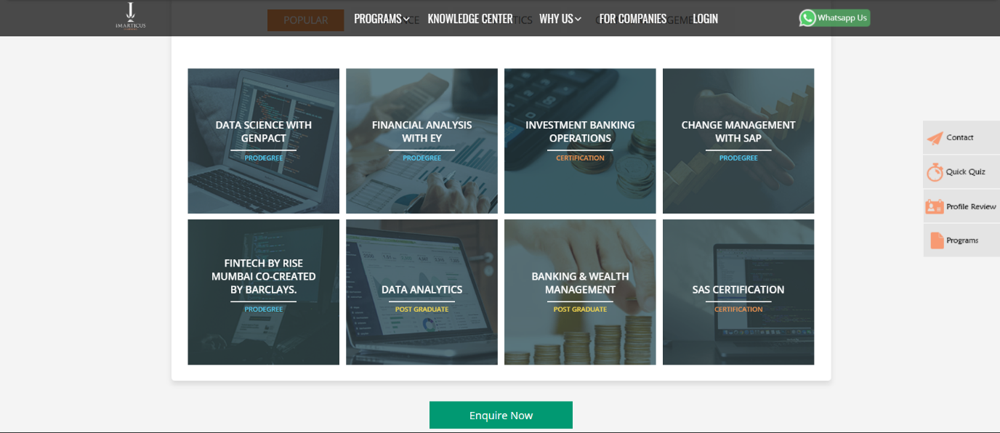 IMARTICUS
POPULAR
PROGRAMS
KNOWLEDGE CENTER
WHY US
FOR COMPANIES
LOGIN
Whatsapp Us
DATA SCIENCE WITH
GENPACT
PRODEGREE
FINANCIAL ANALYSIS
WITH EY
PRODEGREE
INVESTMENT BANKING
OPERATIONS
CERTIFICATION
CHANGE MANAGEMENT
WITH SAP
PRODEGREE
Contact
Quick Quiz
Profile Review
Programs
FINTECH BY RISE
MUMBAI CO-CREATED
BY BARCLAYS.
PRODEGREE
DATA ANALYTICS
POST GRADUATE
BANKING & WEALTH
MANAGEMENT
POST GRADUATE
SAS CERTIFICATION
CERTIFICATION
Enquire Now